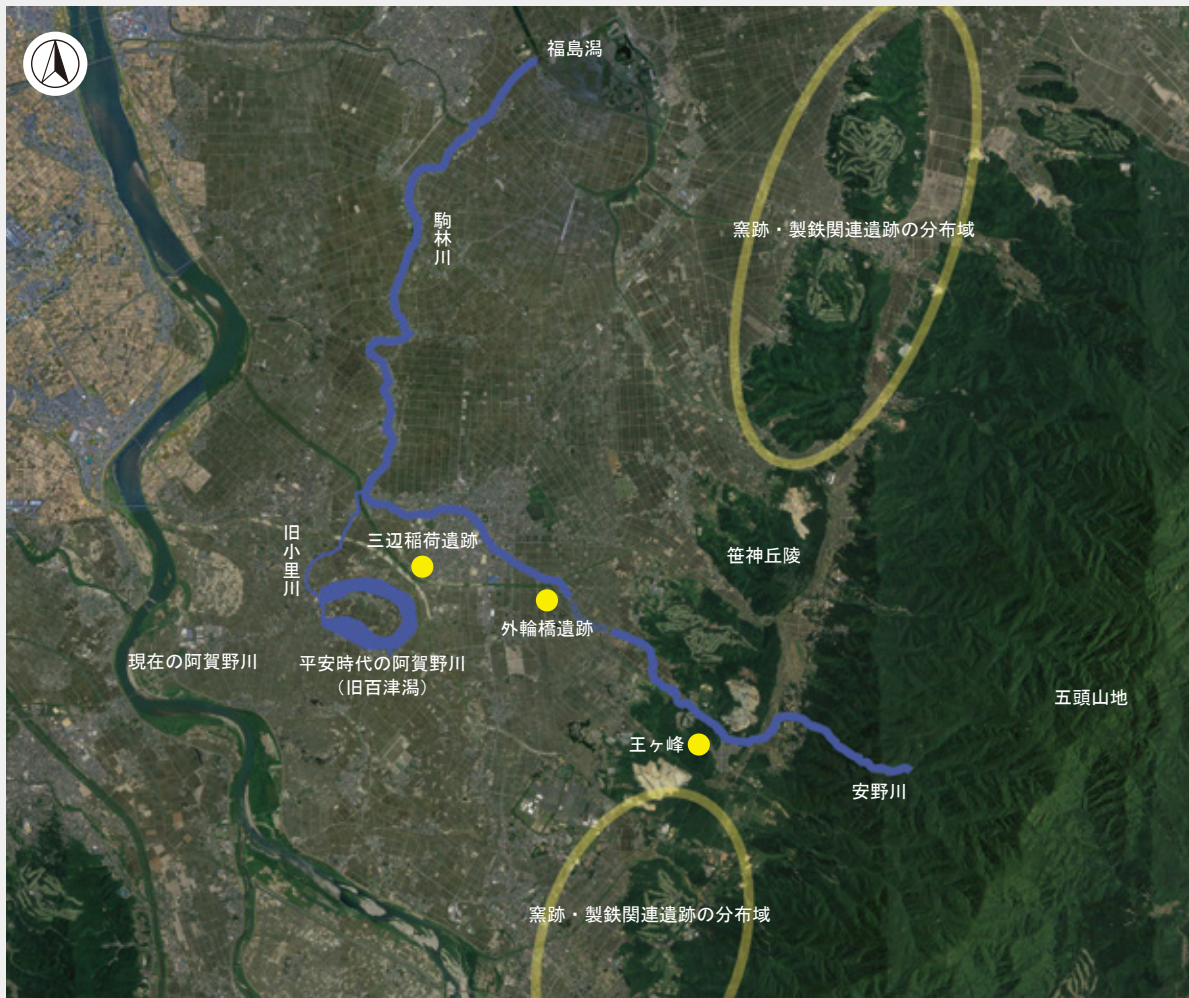 福島潟
駒林川
窯跡・製鉄関連遺跡の分布域
旧小里川
三辺稲荷遺跡
笹神丘陵
外輪橋遺跡
現在の阿賀野川
平安時代の阿賀野川
（旧百津潟）
五頭山地
王ヶ峰
安野川
窯跡・製鉄関連遺跡の分布域